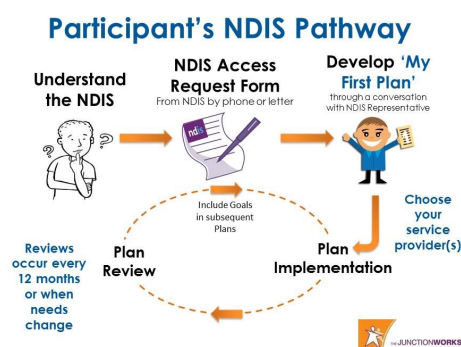 Participant's NDIS Pathway
Understand
the NDIS
NDIS Access
Request Form
From NDIS by phone or letter
Develop 'My
First Plan'
through a conversation
with NDIS Representative
?
?
ndis
Include Goals
in subsequent
Plans
Choose
your
service
provider(s)
Plan
Implementation
Plan
Review
Reviews
occur every
12 months
or when
needs
change
THE JUNCTIONWORKS